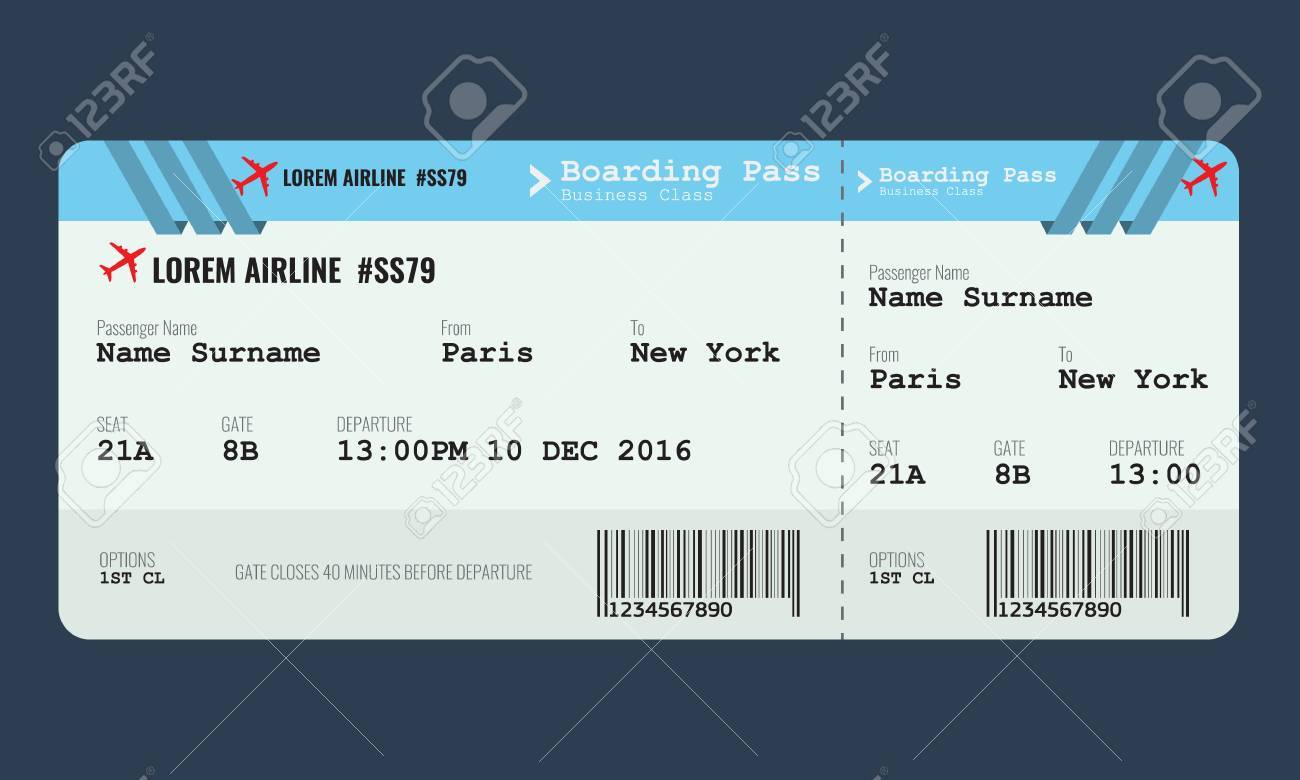 LOREM AIRLINE #SS79
Boarding Pass
Business Class
LOREM AIRLINE #SS79
Passenger Name
Name Surname
From
Paris
To
New York
SEAT
21A
GATE
8B
DEPARTURE
13:00PM 10 DEC 2016
OPTIONS
1ST CL
GATE CLOSES 40 MINUTES BEFORE DEPARTURE
1234567890
Boarding Pass
Business Class
Passenger Name
Name Surname
From
Paris
To
New York
SEAT
21A
GATE
8B
DEPARTURE
13:00
OPTIONS
1ST CL
1234567890
123RF
123RF
123RF
123RF